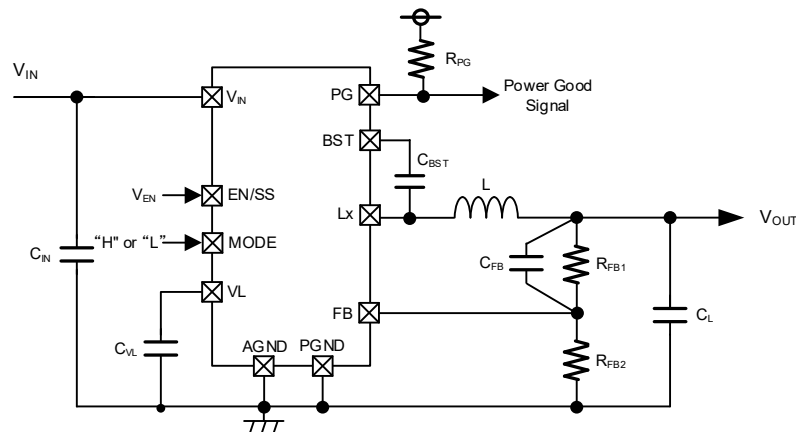 VIN
VIN
PG
RPG
Power Good
Signal
BST
CBST
VEN
EN/SS
Lx
L
VOUT
"H" or "L"
MODE
CIN
CFB
RFB1
VL
FB
CL
CVL
AGND
PGND
RFB2